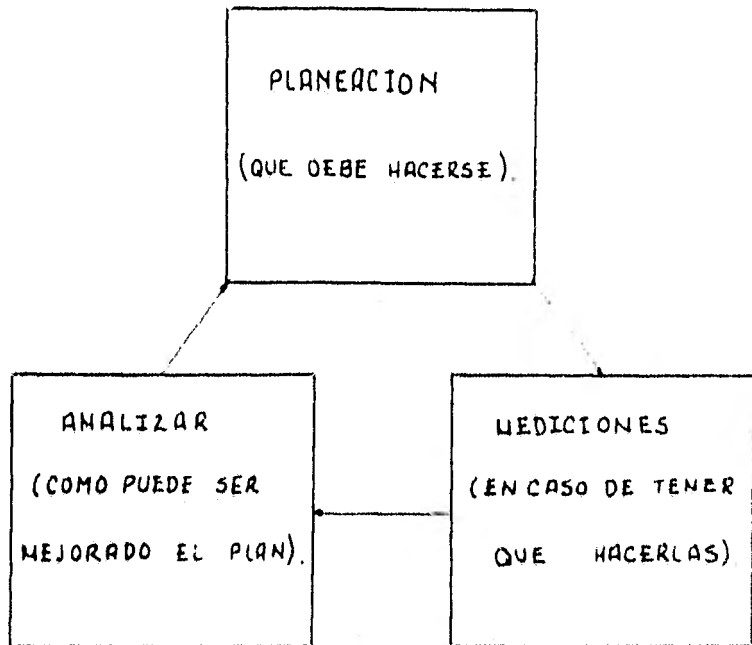 PLANEACION
(QUE DEBE HACERSE).
ANALIZAR
(COMO PUEDE SER
MEJORADO EL PLAN).
MEDICIONES
(EN CASO DE TENER
QUE HACERLAS)